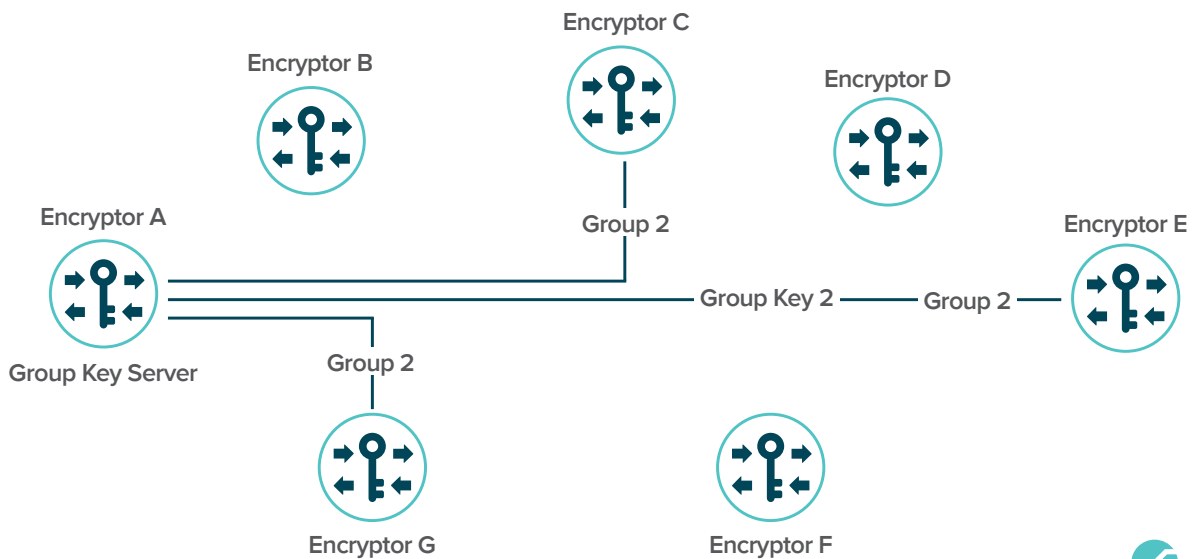 Encryptor C
Encryptor B
Encryptor D
Encryptor A
Group 2
Encryptor E
Group Key 2
Group 2
Group Key Server
Group 2
Encryptor G
Encryptor F